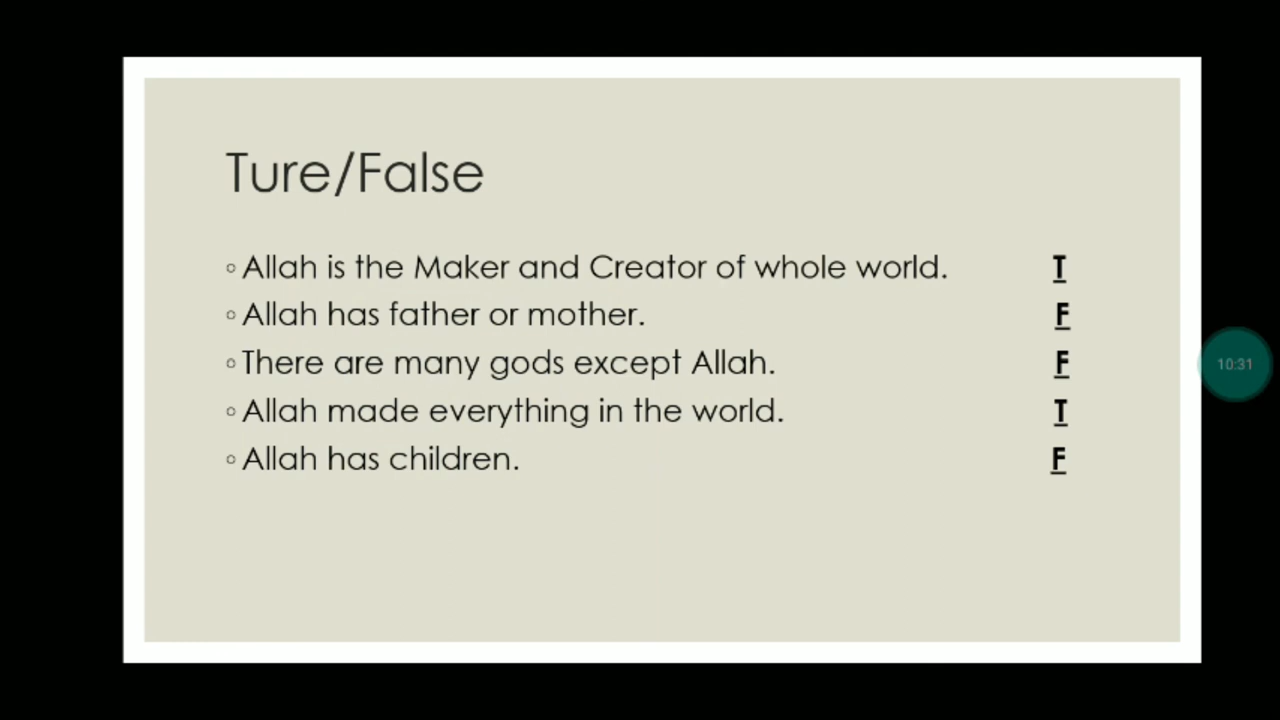 Ture/False
◦ Allah is the Maker and Creator of whole world. T
◦ Allah has father or mother. F
◦ There are many gods except Allah. F
◦ Allah made everything in the world. T
◦ Allah has children. F
10:31